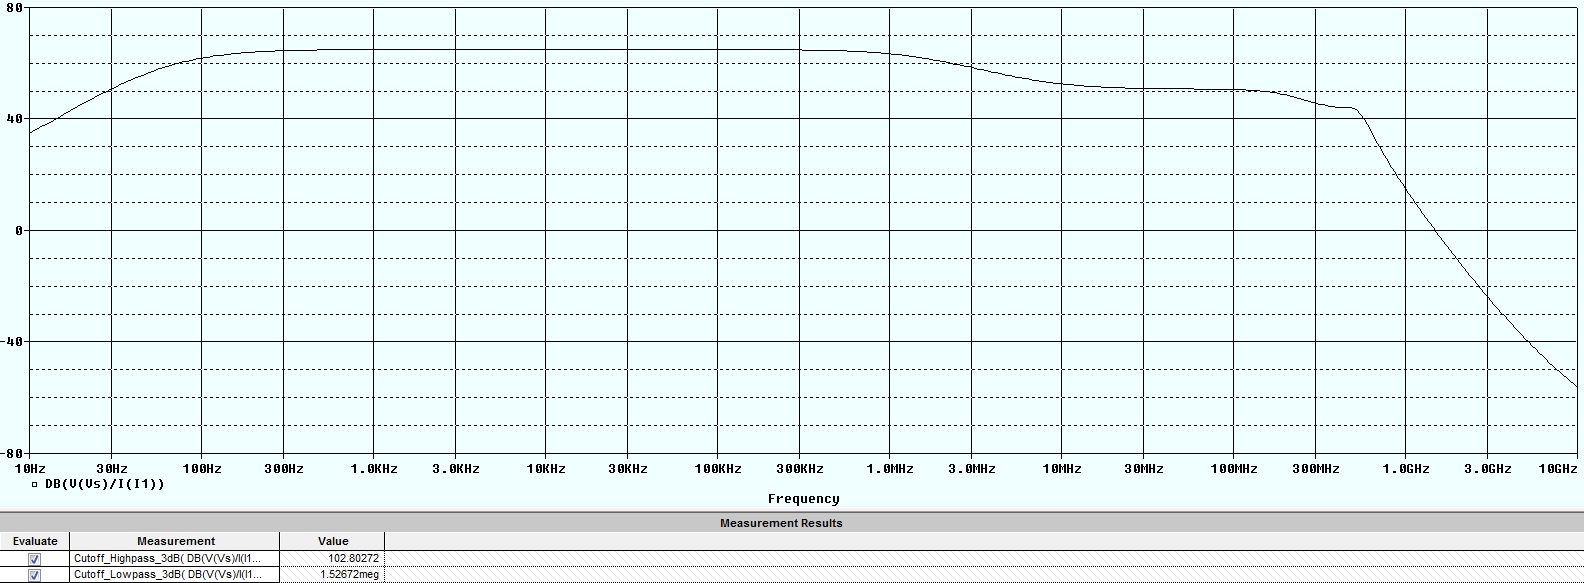 80
40
0
-40
-80
10Hz 30Hz 100Hz 300Hz 1.0KHz 3.0KHz 10KHz 30KHz 100KHz 300KHz 1.0MHz 3.0MHz 10MHz 30MHz 100MHz 300MHz 1.0GHz 3.0GHz 10GHz
DB(V(Vs)/I(I1))
Frequency
Measurement Results
Evaluate Measurement Value
Cutoff_Highpass_3dB( DB(V(Vs)/I(I1... 102.80272
Cutoff_Lowpass_3dB( DB(V(Vs)/I(I1... 1.52672meg